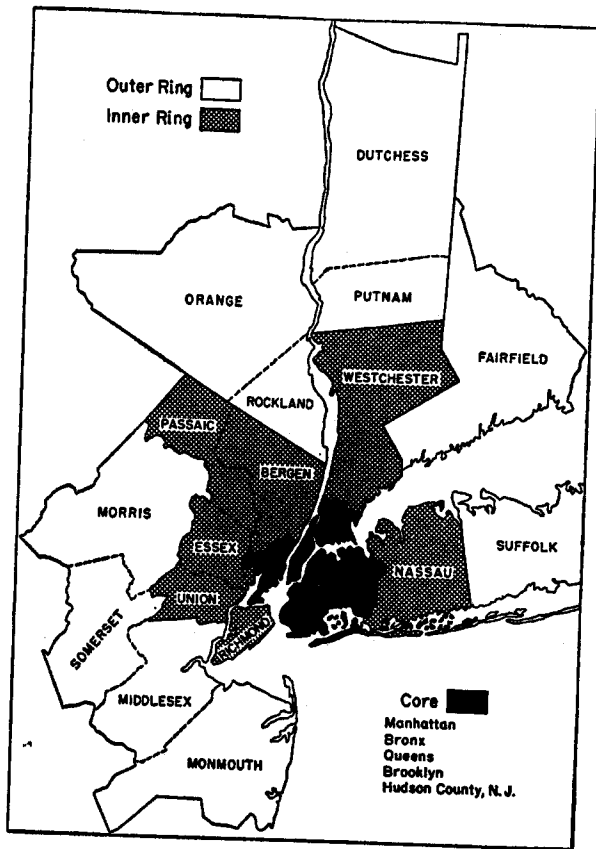 Outer Ring
Inner Ring
DUTCHESS
ORANGE
PUTNAM
FAIRFIELD
WESTCHESTER
ROCKLAND
PASSAIC
BERGEN
MORRIS
ESSEX
SUFFOLK
NASSAU
UNION
SOMERSET
RICHMOND
MIDDLESEX
MONMOUTH
Core
Manhattan
Bronx
Queens
Brooklyn
Hudson County, N. J.